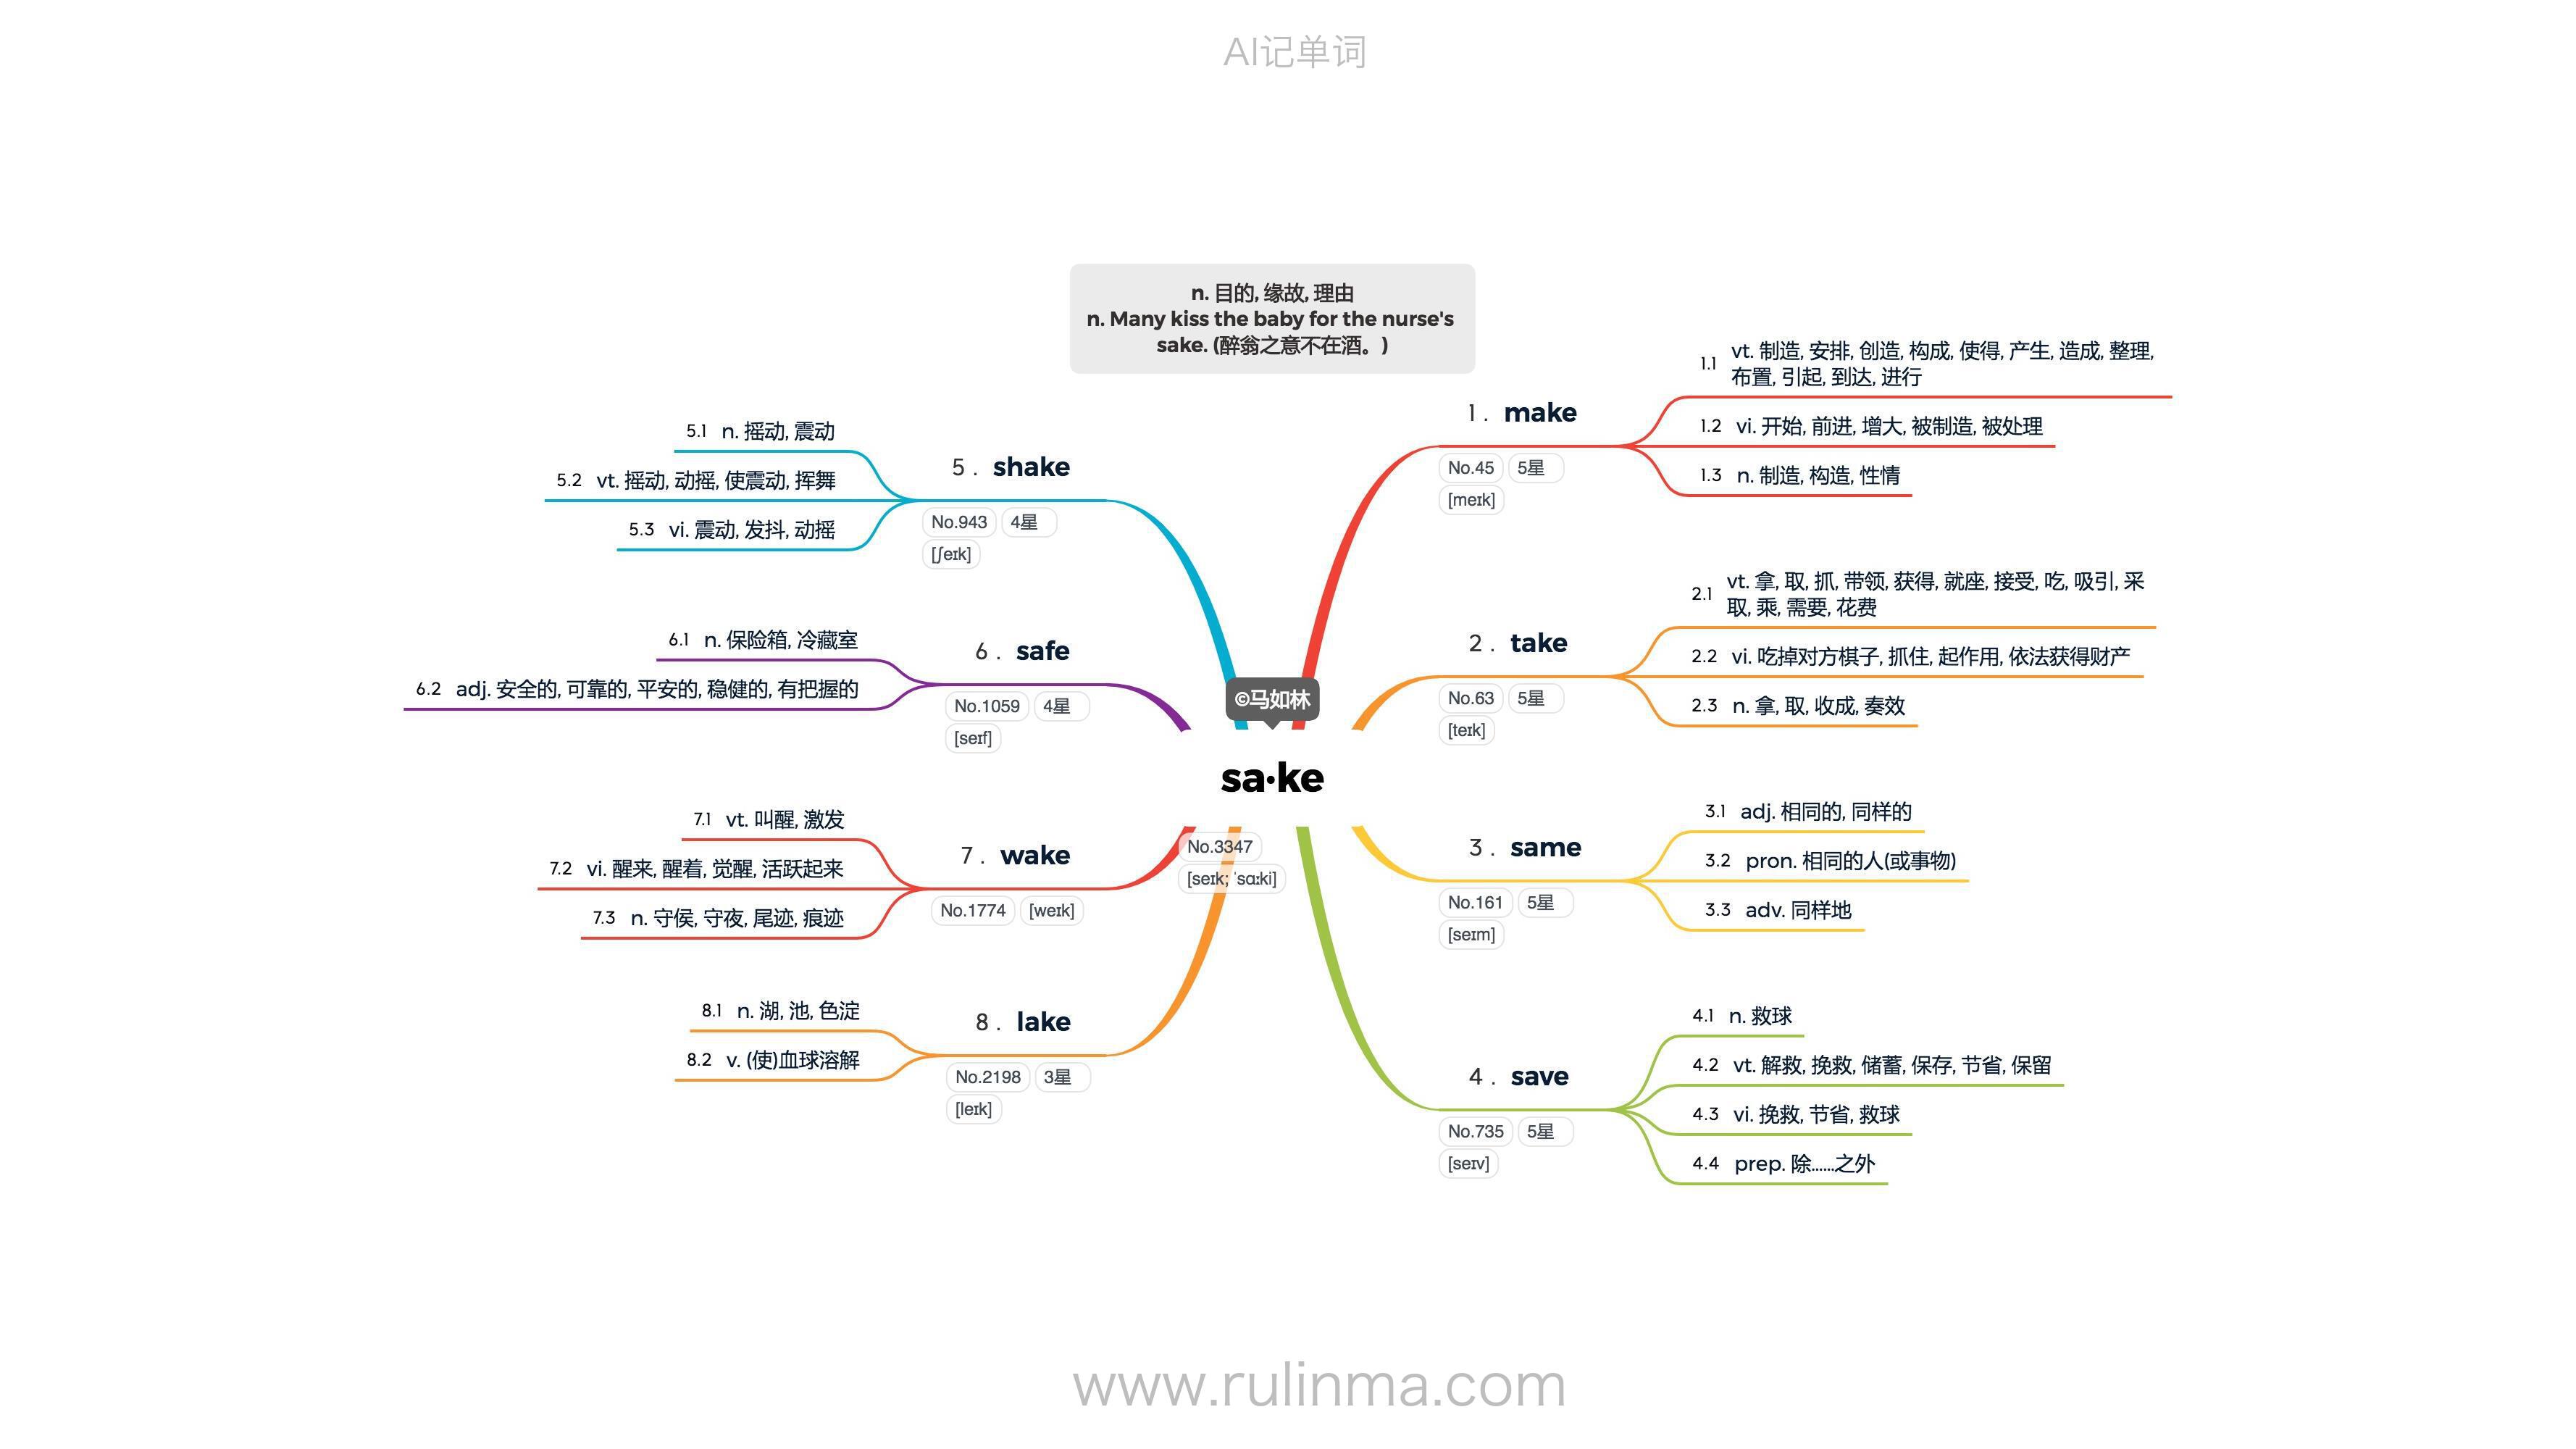 AI记单词
n. 目的, 缘故, 理由
n. Many kiss the baby for the nurse's
sake. (醉翁之意不在酒。)
©马如林
sa·ke
No.3347
[seɪk; ˈsɑːki]
1 . make
No.45 5星
[meɪk]
1.1 vt. 制造, 安排, 创造, 构成, 使得, 产生, 造成, 整理,
布置, 引起, 到达, 进行
1.2 vi. 开始, 前进, 增大, 被制造, 被处理
1.3 n. 制造, 构造, 性情
2 . take
No.63 5星
[teɪk]
2.1 vt. 拿, 取, 抓, 带领, 获得, 就座, 接受, 吃, 吸引, 采
取, 乘, 需要, 花费
2.2 vi. 吃掉对方棋子, 抓住, 起作用, 依法获得财产
2.3 n. 拿, 取, 收成, 奏效
3 . same
No.161 5星
[seɪm]
3.1 adj. 相同的, 同样的
3.2 pron. 相同的人(或事物)
3.3 adv. 同样地
4 . save
No.735 5星
[seɪv]
4.1 n. 救球
4.2 vt. 解救, 挽救, 储蓄, 保存, 节省, 保留
4.3 vi. 挽救, 节省, 救球
4.4 prep. 除……之外
5 . shake
No.943 4星
[ʃeɪk]
5.1 n. 摇动, 震动
5.2 vt. 摇动, 动摇, 使震动, 挥舞
5.3 vi. 震动, 发抖, 动摇
6 . safe
No.1059 4星
[seɪf]
6.1 n. 保险箱, 冷藏室
6.2 adj. 安全的, 可靠的, 平安的, 稳健的, 有把握的
7 . wake
No.1774 [weɪk]
7.1 vt. 叫醒, 激发
7.2 vi. 醒来, 醒着, 觉醒, 活跃起来
7.3 n. 守侯, 守夜, 尾迹, 痕迹
8 . lake
No.2198 3星
[leɪk]
8.1 n. 湖, 池, 色淀
8.2 v. (使)血球溶解
www.rulinma.com